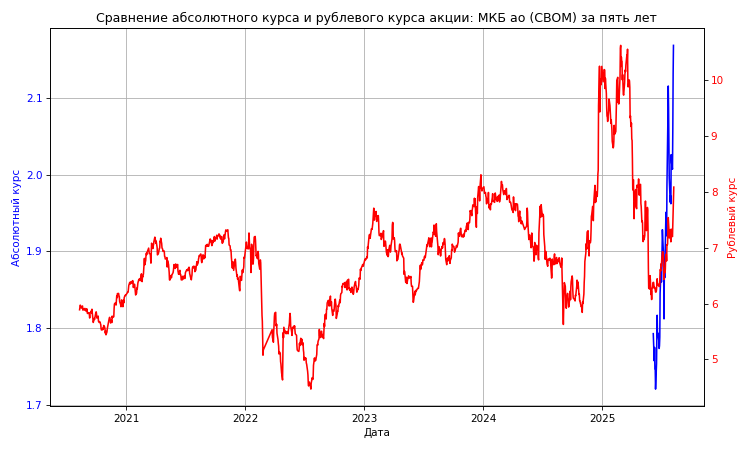 Сравнение абсолютного курса и рублевого курса акции: МКБ ао (CBOM) за пять лет
2.1
2.0
1.9
1.8
1.7
Абсолютный курс
10
9
8
7
6
5
Рублевый курс
2021 2022 2023 2024 2025
Дата